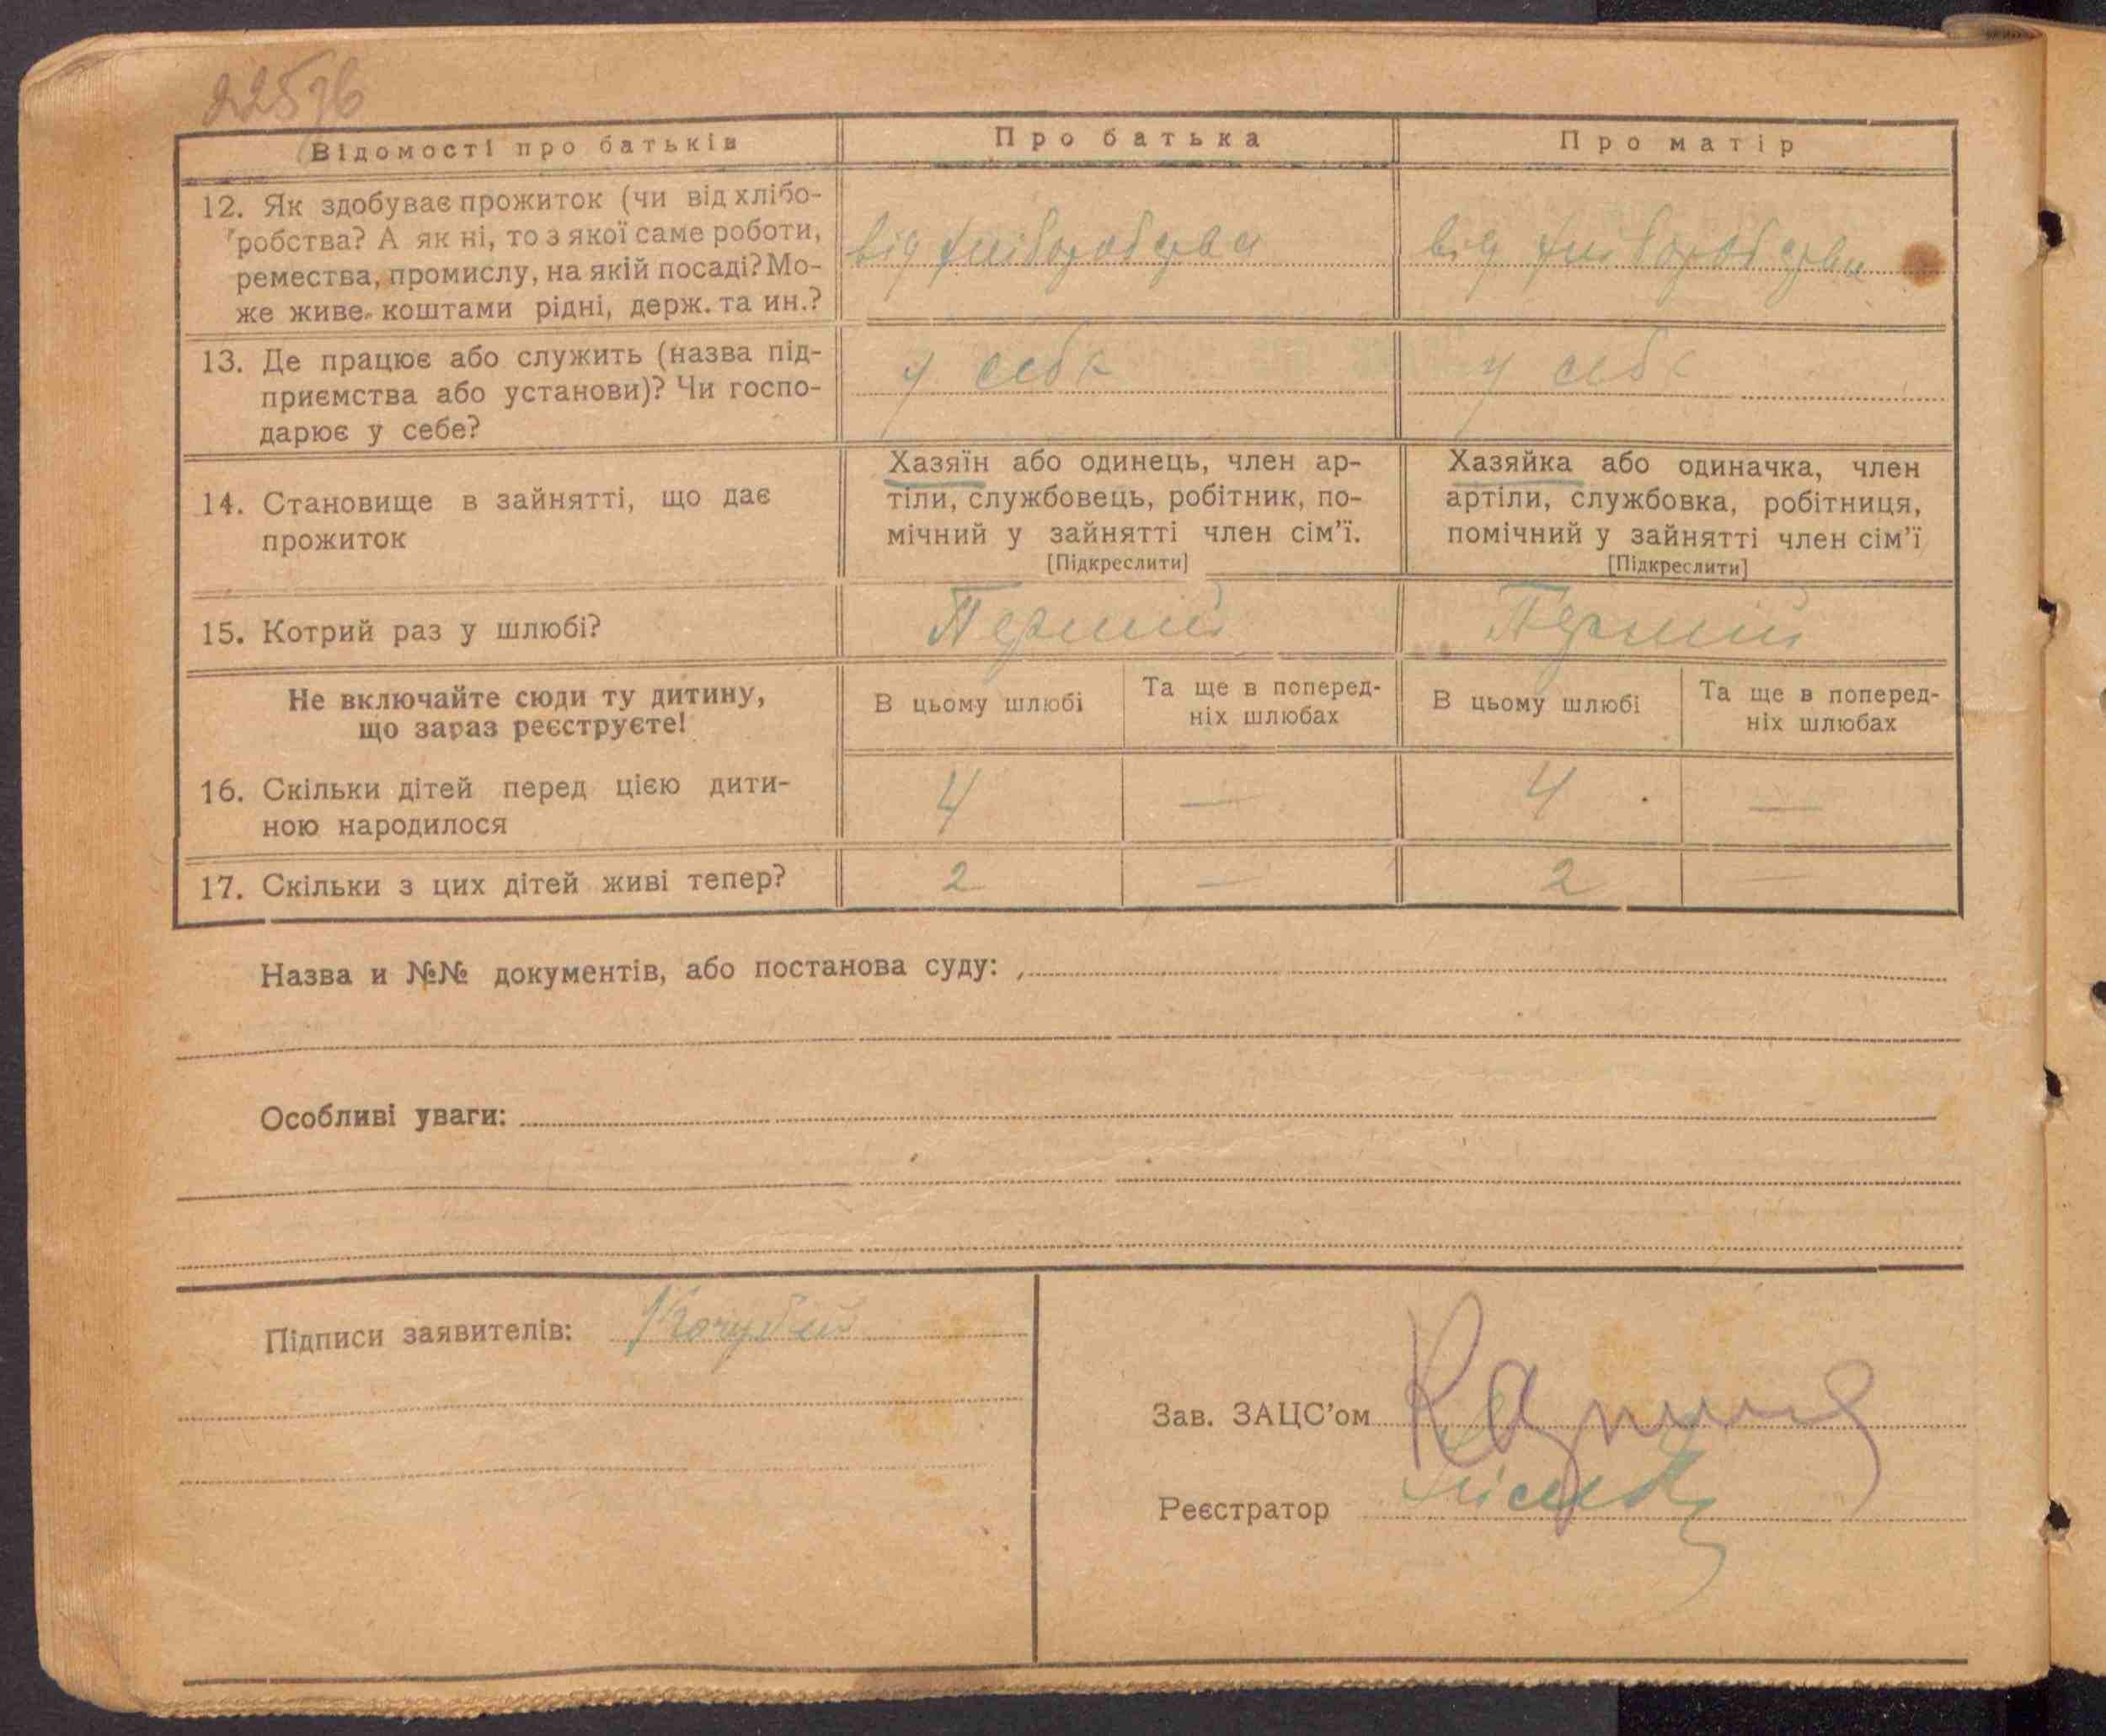 22576
Відомості про батьків
Про батька
Про матір
12. Як здобуває прожиток (чи від хлібо-
робства? А як ні, то з якої саме роботи,
ремества, промислу, на якій посаді? Мо-
же живе коштами рідні, держ. та ин.?
від хліборобства
від хліборобства
13. Де працює або служить (назва під-
приємства або установи)? Чи госпо-
дарює у себе?
у себе
у себе
14. Становище в зайнятті, що дає
прожиток
Хазяїн або одинець, член ар-
тіли, службовець, робітник, по-
мічний у зайнятті член сім'ї.
[Підкреслити]
Хазяйка або одиначка, член
артіли, службовка, робітниця,
помічний у зайнятті член сім'ї
[Підкреслити]
15. Котрий раз у шлюбі?
Перший
Перший
Не включайте сюди ту дитину,
що зараз реєструєте!
В цьому шлюбі
Та ще в поперед-
ніх шлюбах
В цьому шлюбі
Та ще в поперед-
ніх шлюбах
16. Скільки дітей перед цією дити-
ною народилося
4
—
4
—
17. Скільки з цих дітей живі тепер?
2
—
2
—
Назва и №№ документів, або постанова суду:
Особливі уваги:
Підписи заявителів: Кочубей
Зав. ЗАЦС'ом
Реєстратор